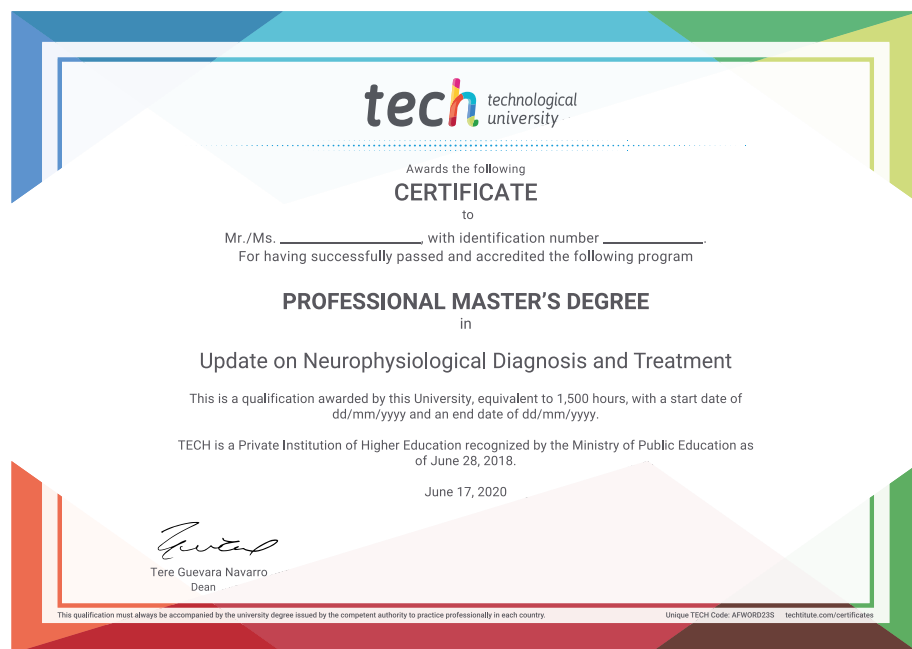 tech technological
university
Awards the following
CERTIFICATE
to
Mr./Ms. ____________________, with identification number ______________.
For having successfully passed and accredited the following program
PROFESSIONAL MASTER'S DEGREE
in
Update on Neurophysiological Diagnosis and Treatment
This is a qualification awarded by this University, equivalent to 1,500 hours, with a start date of
dd/mm/yyyy and an end date of dd/mm/yyyy.
TECH is a Private Institution of Higher Education recognized by the Ministry of Public Education as
of June 28, 2018.
June 17, 2020
Tere Guevara Navarro
Dean
This qualification must always be accompanied by the university degree issued by the competent authority to practice professionally in each country.
Unique TECH Code: AFWORD23S techtitute.com/certificates